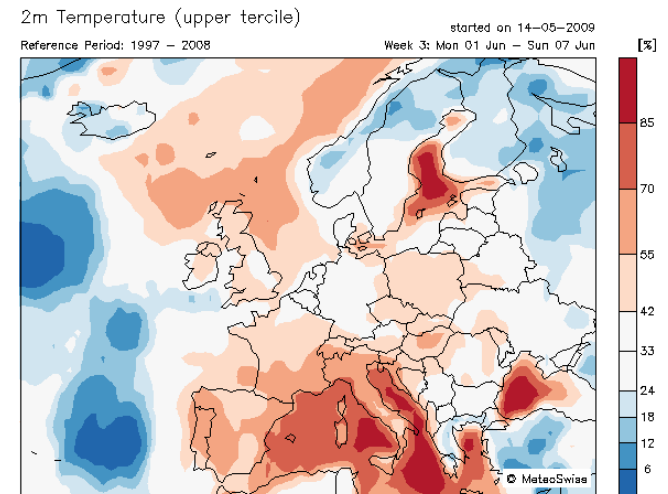 2m Temperature (upper tercile)
started on 14-05-2009
Reference Period: 1997 - 2008
Week 3: Mon 01 Jun - Sun 07 Jun
[%]
85
70
55
42
33
24
18
12
6
© MeteoSwiss